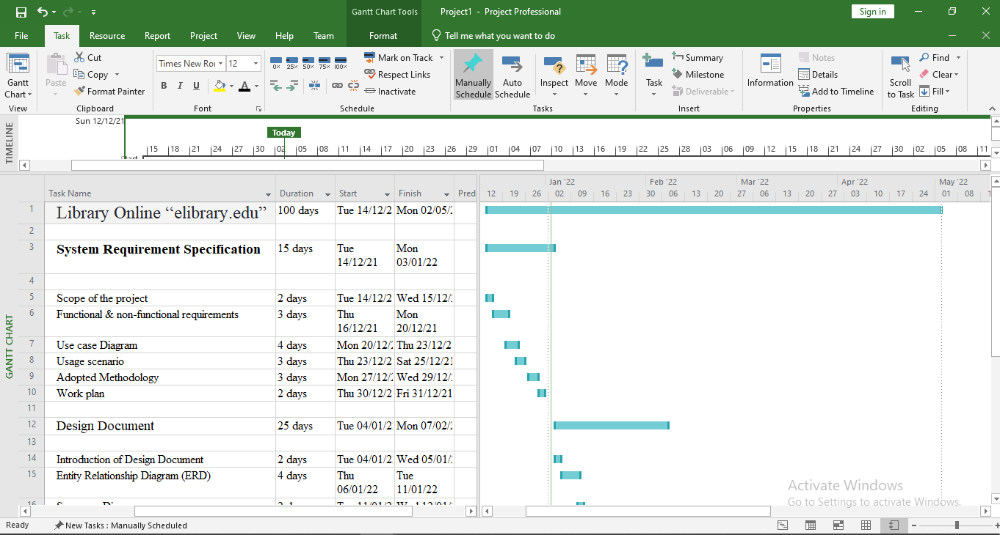 Gantt Chart Tools Project1 - Project Professional Sign in
File Task Resource Report Project View Help Team Format Tell me what you want to do
Gantt Chart
View
Paste
Cut
Copy
Format Painter
Clipboard
Times New Ro 12
B I U A
Font
0% 25% 50% 75% 100%
Mark on Track
Respect Links
Inactivate
Schedule
Manually Schedule
Auto Schedule
Inspect
Move
Mode
Tasks
Task
Summary
Milestone
Deliverable
Insert
Information
Notes
Details
Add to Timeline
Properties
Scroll to Task
Find
Clear
Fill
Editing
TIMELINE
Sun 12/12/21
Today
15 18 21 24 27 30 02 05 08 11 14 17 20 23 26 29 01 04 07 10 13 16 19 22 25 28 03 06 09 12 15 18 21 24 27 30 02 05 08 11
Start
GANTT CHART
Task Name Duration Start Finish Pred
Jan '22 Feb '22 Mar '22 Apr '22 May '22
12 19 26 02 09 16 23 30 06 13 20 27 06 13 20 27 03 10 17 24 01 08 1
1 Library Online “elibrary.edu” 100 days Tue 14/12/2 Mon 02/05/
2
3 System Requirement Specification 15 days Tue 14/12/21 Mon 03/01/22
4
5 Scope of the project 2 days Tue 14/12/2 Wed 15/12/
6 Functional & non-functional requirements 3 days Thu 16/12/21 Mon 20/12/21
7 Use case Diagram 4 days Mon 20/12/ Thu 23/12/2
8 Usage scenario 3 days Thu 23/12/2 Sat 25/12/21
9 Adopted Methodology 3 days Mon 27/12/ Wed 29/12/
10 Work plan 2 days Thu 30/12/2 Fri 31/12/21
11
12 Design Document 25 days Tue 04/01/2 Mon 07/02/
13
14 Introduction of Design Document 2 days Tue 04/01/2 Wed 05/01/
15 Entity Relationship Diagram (ERD) 4 days Thu 06/01/22 Tue 11/01/22
16
Activate Windows
Go to Settings to activate Windows.
Ready New Tasks : Manually Scheduled